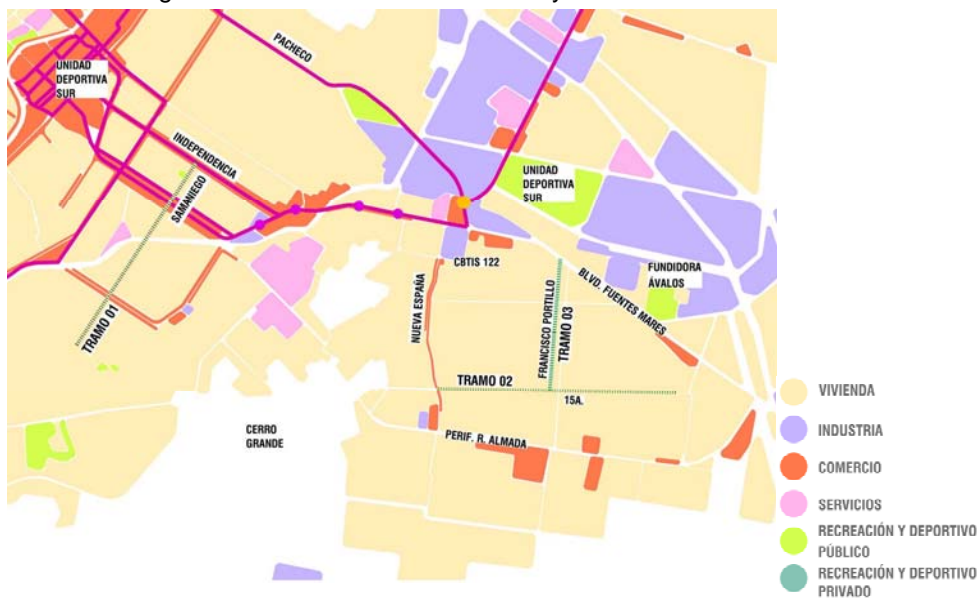 PACHECO
UNIDAD
DEPORTIVA
SUR
INDEPENDENCIA
SAMANIEGO
UNIDAD
DEPORTIVA
SUR
CBTIS 122
FUNDIDORA
ÁVALOS
BLVD. FUENTES MARES
NUEVA ESPAÑA
FRANCISCO PORTILLO
TRAMO 03
TRAMO 01
TRAMO 02
15A.
CERRO
GRANDE
PERIF. R. ALMADA
VIVIENDA
INDUSTRIA
COMERCIO
SERVICIOS
RECREACIÓN Y DEPORTIVO
PÚBLICO
RECREACIÓN Y DEPORTIVO
PRIVADO